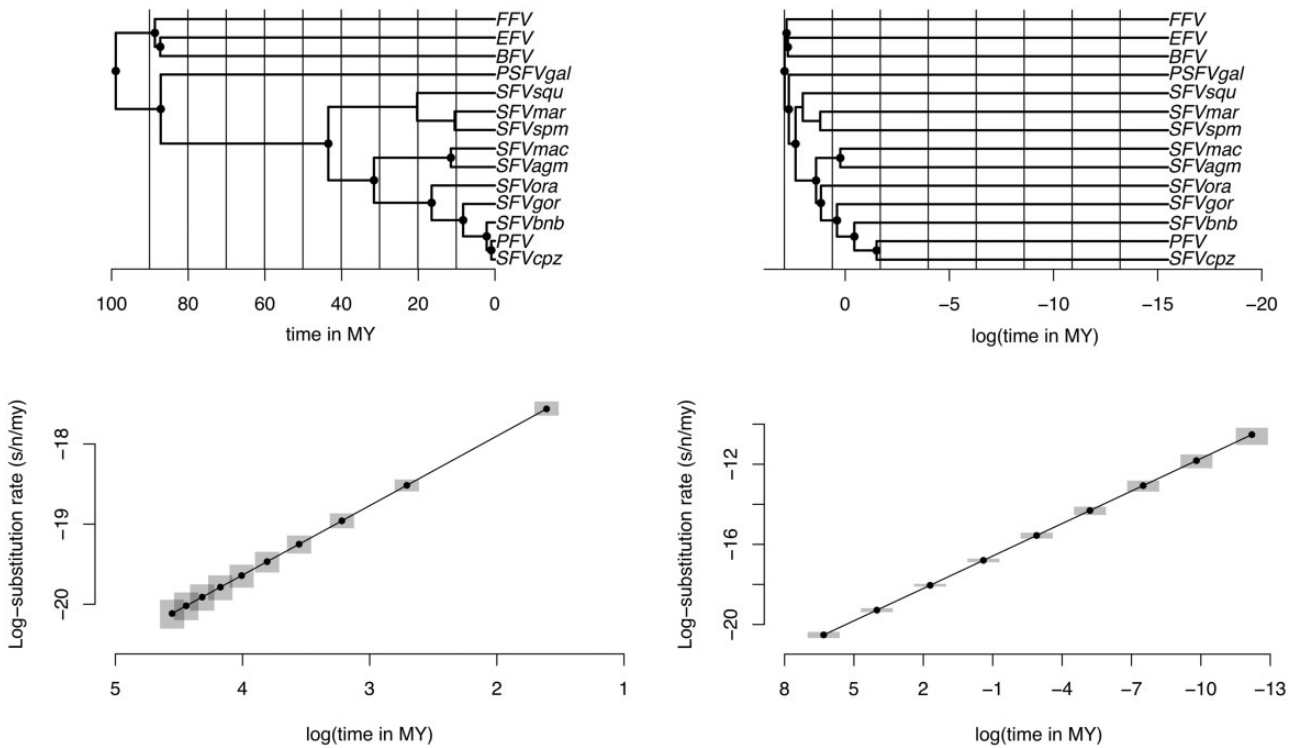 FFV
EFV
BFV
PSFVgal
SFVsqu
SFVmar
SFVspm
SFVmac
SFVagm
SFVora
SFVgor
SFVbnb
PFV
SFVcpz
100 80 60 40 20 0
time in MY
FFV
EFV
BFV
PSFVgal
SFVsqu
SFVmar
SFVspm
SFVmac
SFVagm
SFVora
SFVgor
SFVbnb
PFV
SFVcpz
0 −5 −10 −15 −20
log(time in MY)
Log−substitution rate (s/n/my)
−18
−19
−20
5 4 3 2 1
log(time in MY)
Log−substitution rate (s/n/my)
−12
−16
−20
8 5 2 −1 −4 −7 −10 −13
log(time in MY)